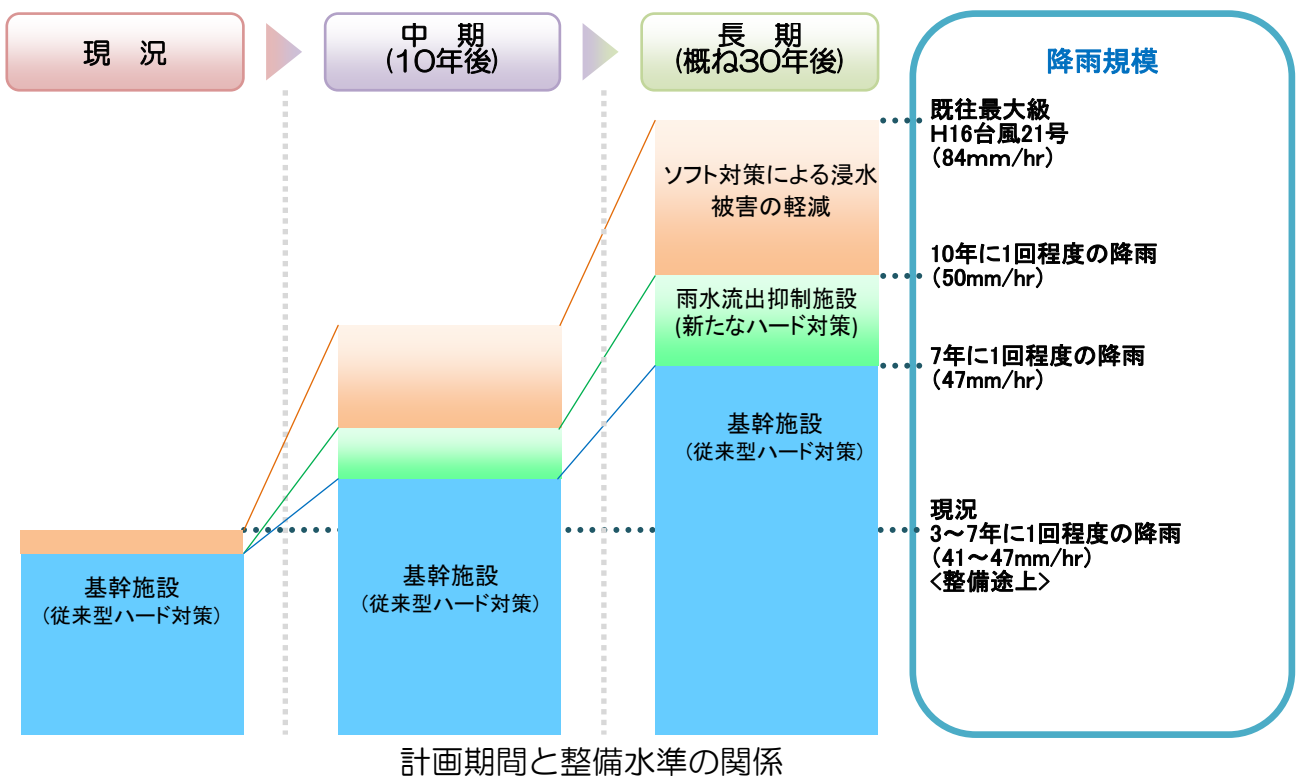 現　況
中　期
(10年後)
長　期
(概ね30年後)
降雨規模
既往最大級
H16台風21号
(84mm/hr)
ソフト対策による浸水
被害の軽減
10年に1回程度の降雨
(50mm/hr)
雨水流出抑制施設
(新たなハード対策)
7年に1回程度の降雨
(47mm/hr)
基幹施設
(従来型ハード対策)
現況
3～7年に1回程度の降雨
(41～47mm/hr)
<整備途上>
基幹施設
(従来型ハード対策)
基幹施設
(従来型ハード対策)
計画期間と整備水準の関係